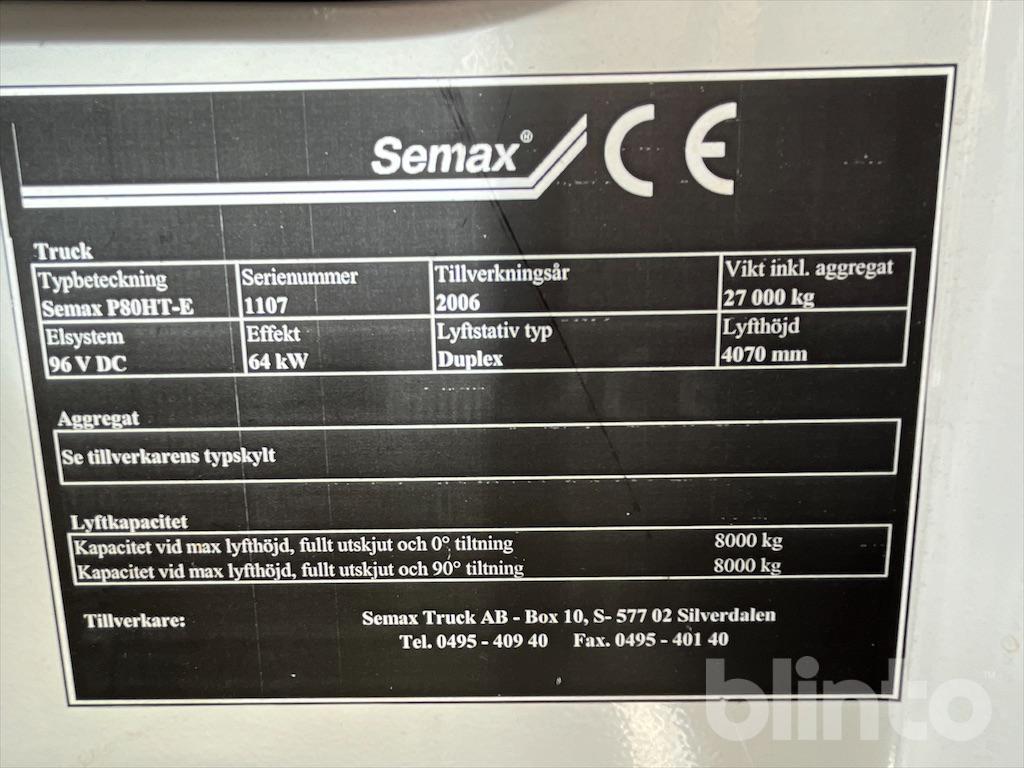 Semax® CE
Truck
Typbeteckning Serienummer Tillverkningsår Vikt inkl. aggregat
Semax P80HT-E 1107 2006 27 000 kg
Elsystem Effekt Lyftstativ typ Lyfthöjd
96 V DC 64 kW Duplex 4070 mm
Aggregat
Se tillverkarens typskylt
Lyftkapacitet
Kapacitet vid max lyfthöjd, fullt utskjut och 0° tiltning 8000 kg
Kapacitet vid max lyfthöjd, fullt utskjut och 90° tiltning 8000 kg
Tillverkare: Semax Truck AB - Box 10, S- 577 02 Silverdalen
Tel. 0495 - 409 40 Fax. 0495 - 401 40
blinto™